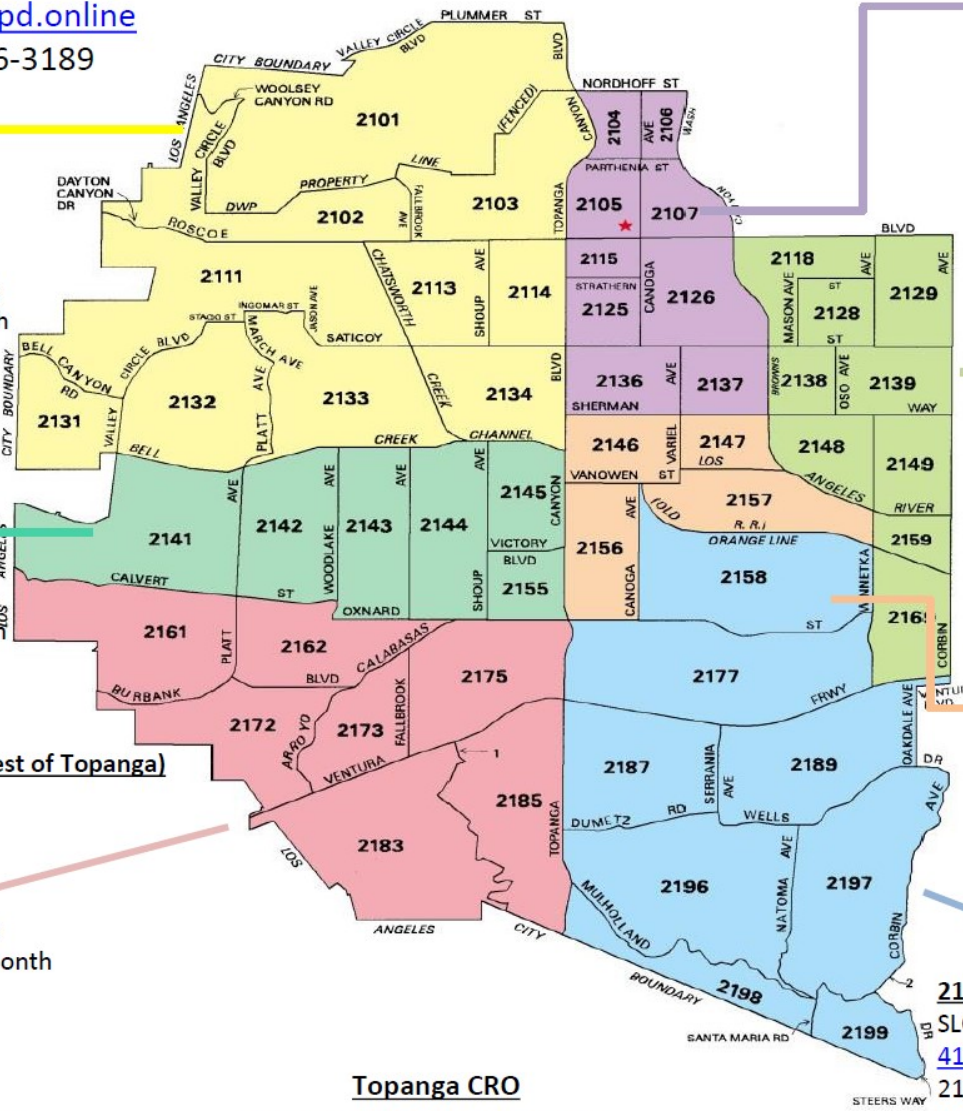 pd.online
6-3189
PLUMMER ST
VALLEY CIRCLE
BLVD
CITY BOUNDARY
LOS ANGELES
WOOLSEY
CANYON RD
BLVD
NORDHOFF ST
2101
(FENCED)
CANYON
2104
AVE
2106
WASH
VALLEY CIRCLE
BLVD
LINE
PARTHENIA ST
DAYTON
CANYON
DR
PROPERTY
DWP
2102
FALLBROOK
AVE
2103
TOPANGA
2105
2107
ROSCOE
BLVD
2111
CHATSWORTH
2113
AVE
SHOUP
2114
2115
STRATHERN
2125
CANOGA
2126
2118
MASON AVE
AVE
ST
2128
ST
2129
AVE
INGOMAR ST
STAGG ST
MARCH AVE
SATICOY
h
BELL CANYON
RD
CIRCLE BLVD
CITY BOUNDARY
2131
VALLEY
2132
AVE
PLATT
2133
CREEK
2134
BLVD
2136
AVE
2137
BROWNS
2138
OSO AVE
2139
SHERMAN
WAY
BELL
CREEK
CHANNEL
2146
VARIEL
2147
LOS
2148
2149
VANOWEN
ST
ANGELES
RIVER
AVE
AVE
AVE
AVE
2145
CANYON
AVE
(OLD
2157
R. R.)
ORANGE LINE
2159
2141
2142
WOODLAKE
2143
2144
VICTORY
BLVD
SHOUP
2155
2156
CANOGA
2158
MINNETKA
ANGELES
LOS
CALVERT
ST
OXNARD
ST
CORBIN
2161
PLATT
2162
CALABASAS
2175
2177
BURBANK
BLVD
FRWY
OAKDALE AVE
2172
ARROYO
2173
FALLBROOK
VENTURA
1
est of Topanga)
2187
SERRANIA
AVE
2189
DR
AVE
2185
TOPANGA
DUMETZ
RD
WELLS
2183
LOS
AVE
NATOMA
2196
2197
MULHOLLAND
CORBIN
ANGELES
CITY
onth
BOUNDARY
2198
2
SANTA MARIA RD
2199
DR
21
SL
41
21
STEERS WAY
Topanga CRO